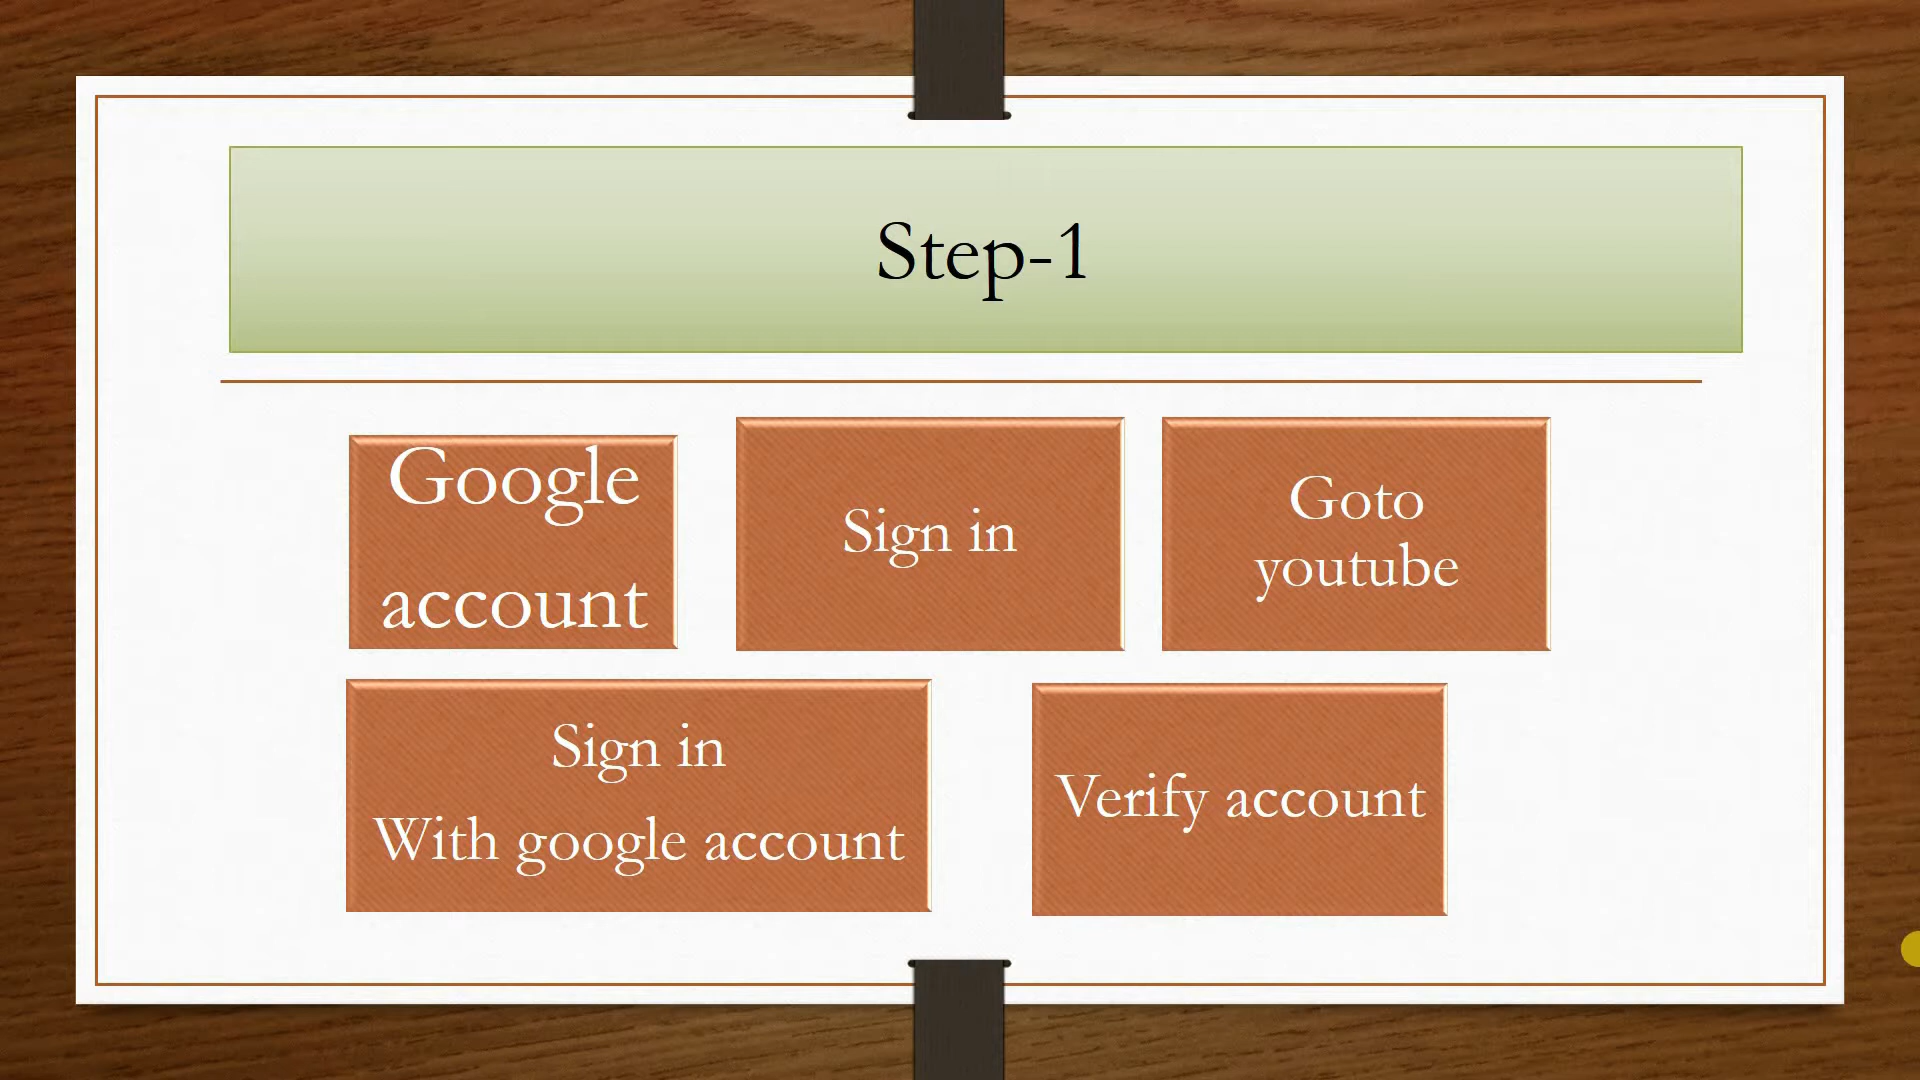 Step-1
Google
account
Sign in
Goto
youtube
Sign in
With google account
Verify account